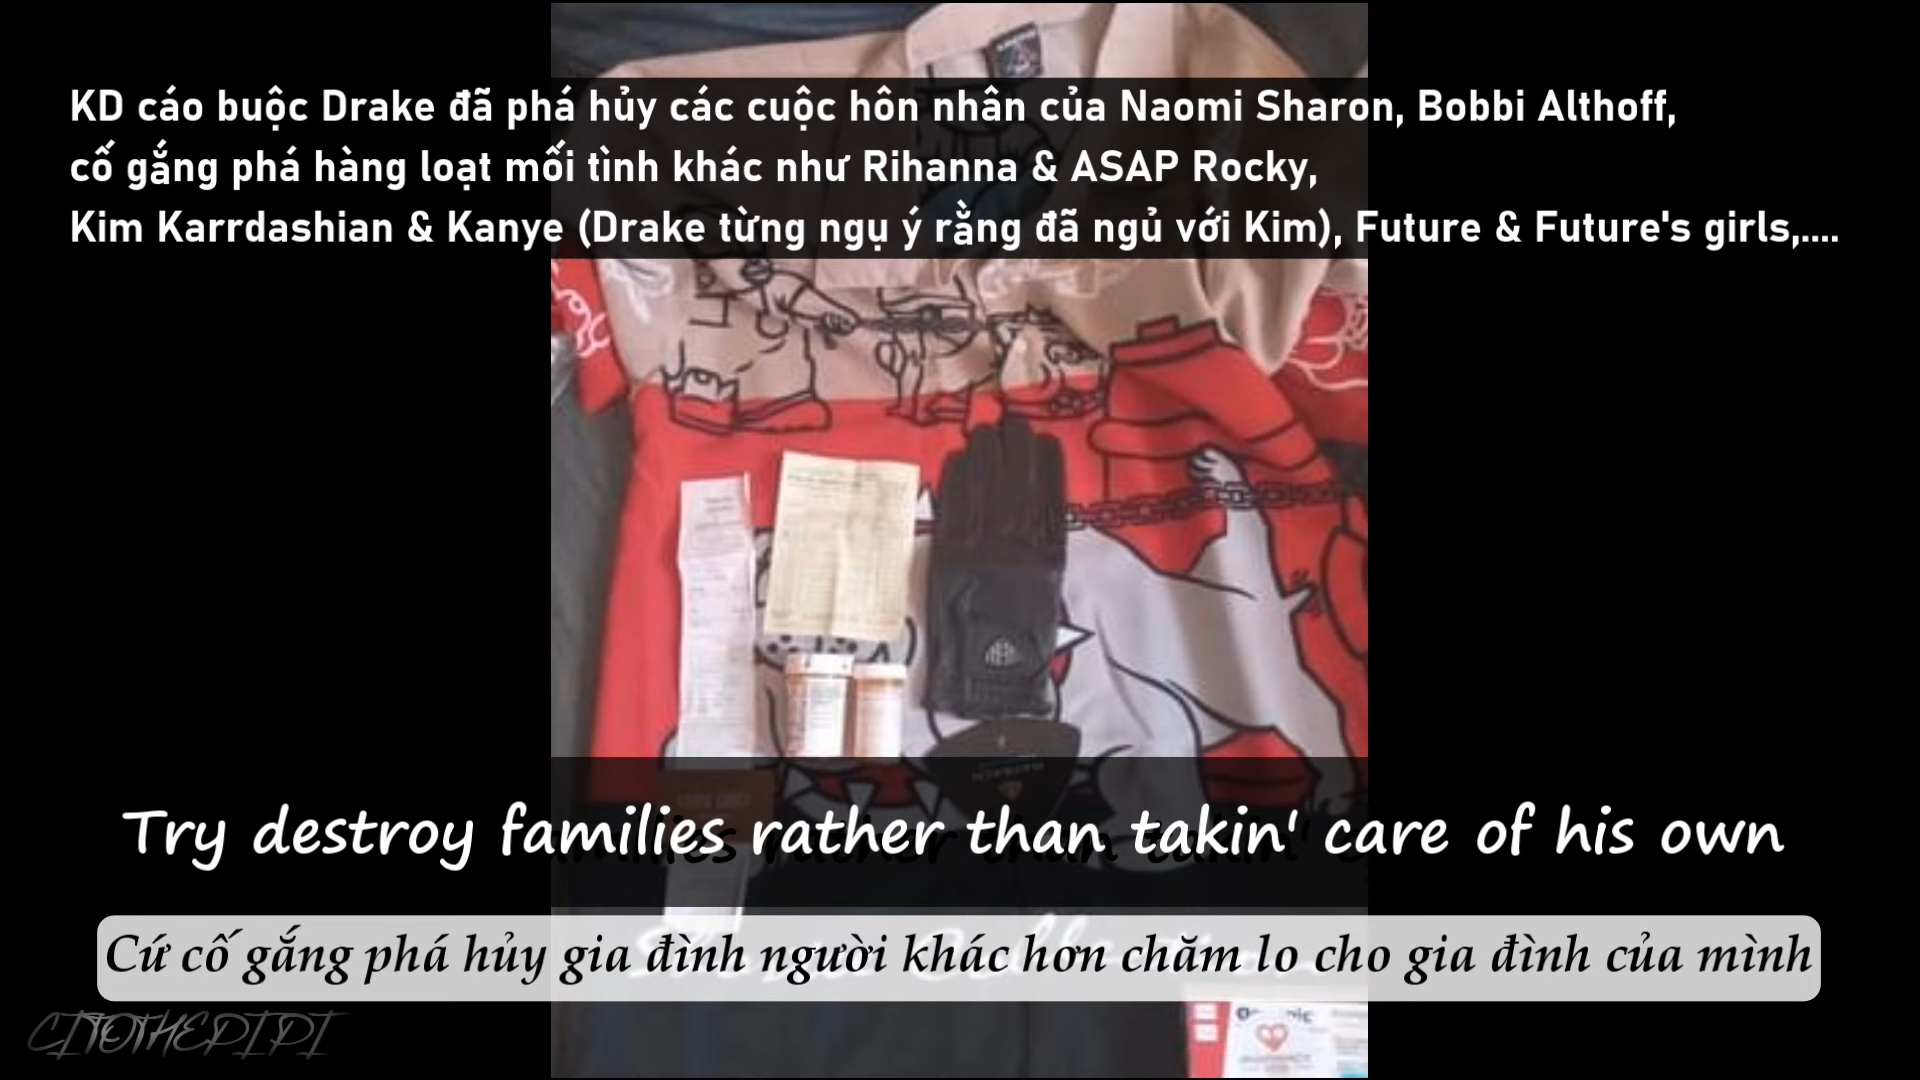 KD cáo buộc Drake đã phá hủy các cuộc hôn nhân của Naomi Sharon, Bobbi Althoff,
cố gắng phá hàng loạt mối tình khác như Rihanna & ASAP Rocky,
Kim Karrdashian & Kanye (Drake từng ngụ ý rằng đã ngủ với Kim), Future & Future's girls,....
Try destroy families rather than takin' care of his own
Cứ cố gắng phá hủy gia đình người khác hơn chăm lo cho gia đình của mình
CITOTHEPIPI